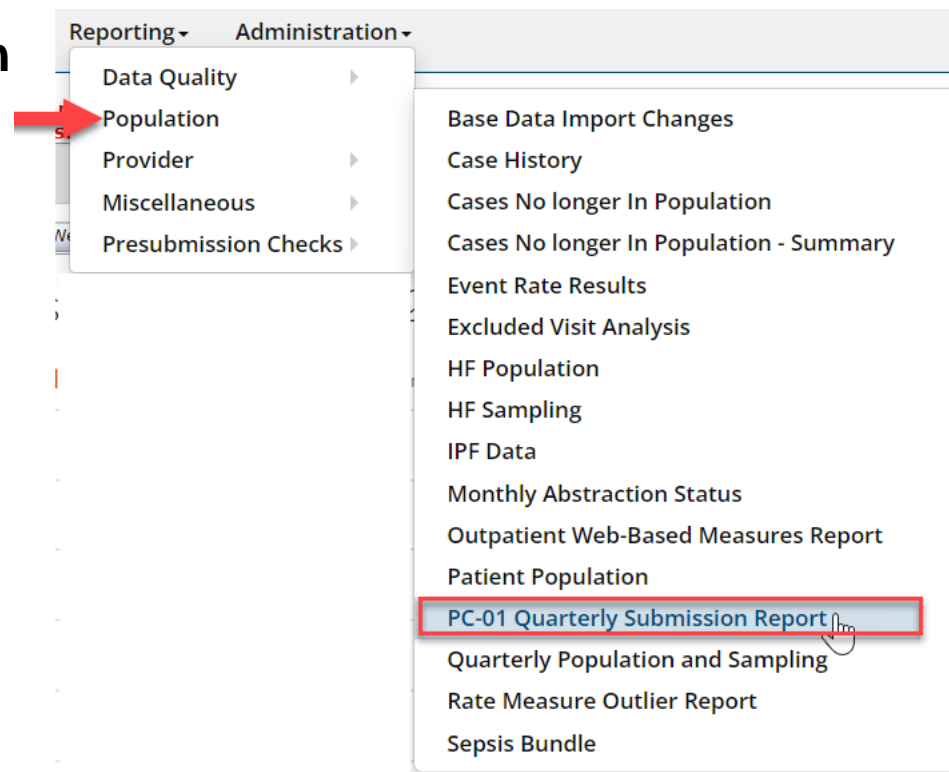 Reporting Administration
Data Quality
Population
Provider
Miscellaneous
Presubmission Checks
Base Data Import Changes
Case History
Cases No longer In Population
Cases No longer In Population - Summary
Event Rate Results
Excluded Visit Analysis
HF Population
HF Sampling
IPF Data
Monthly Abstraction Status
Outpatient Web-Based Measures Report
Patient Population
PC-01 Quarterly Submission Report
Quarterly Population and Sampling
Rate Measure Outlier Report
Sepsis Bundle